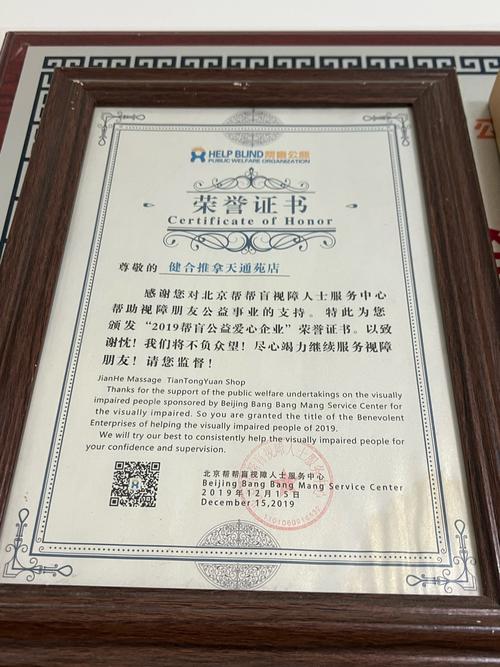 HELP BLIND 帮盲公益
PUBLIC WELFARE ORGANIZATION
荣誉证书
Certificate of Honor
尊敬的 健合推拿天通苑店
感谢您对北京帮帮盲视障人士服务中心
帮助视障朋友公益事业的支持。特此为您
颁发“2019帮盲公益爱心企业”荣誉证书。以致
谢忱！我们将不负众望！尽心竭力继续服务视障
朋友！请您监督！
JianHe Massage TianTongYuan Shop
Thanks for the support of the public welfare undertakings on the visually
impaired people sponsored by Beijing Bang Bang Mang Service Center for
the visually impaired. So you are granted the title of the Benevolent
Enterprises of helping the visually impaired people of 2019.
We will try our best to consistently help the visually impaired people for
your confidence and supervision.
北京帮帮盲视障人士服务中心
Beijing Bang Bang Mang Service Center
2019年12月15日
December 15,2019